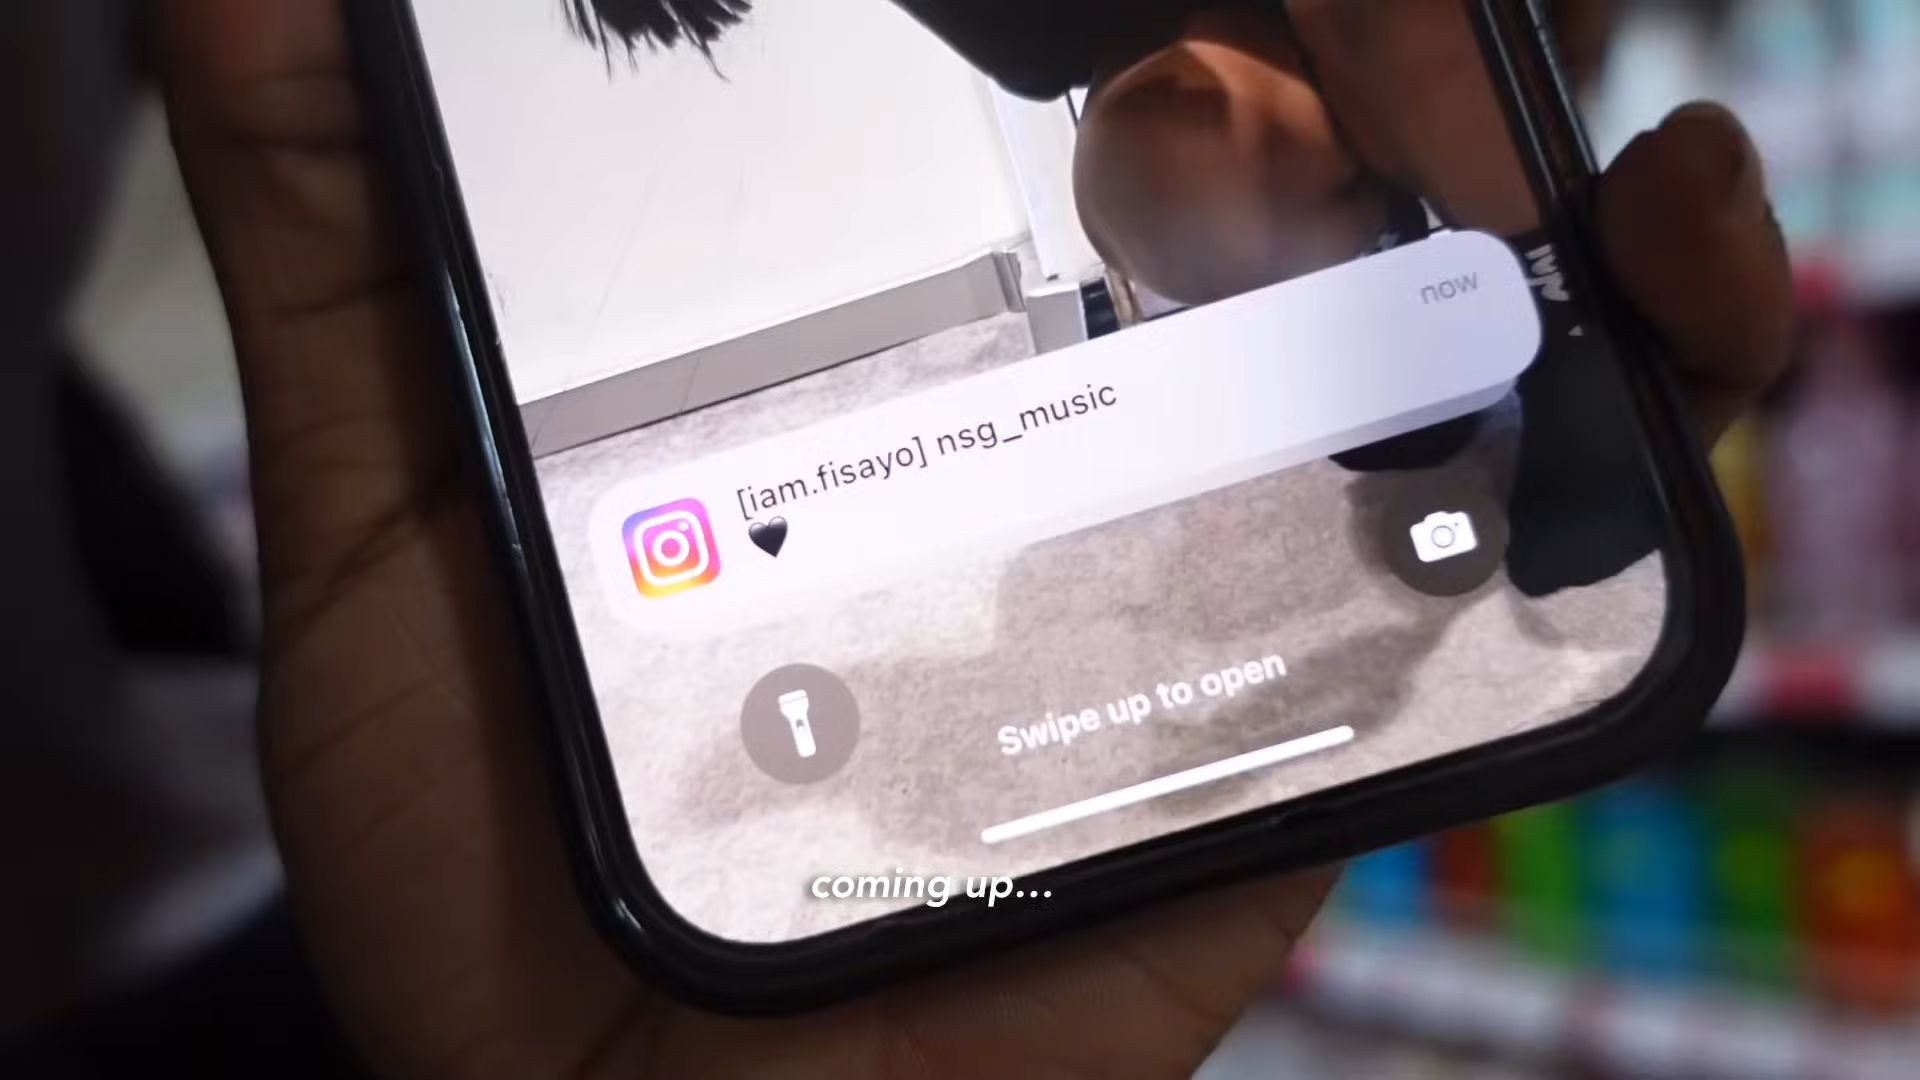 now
[iam.fisayo] nsg_music
🖤
Swipe up to open
coming up...